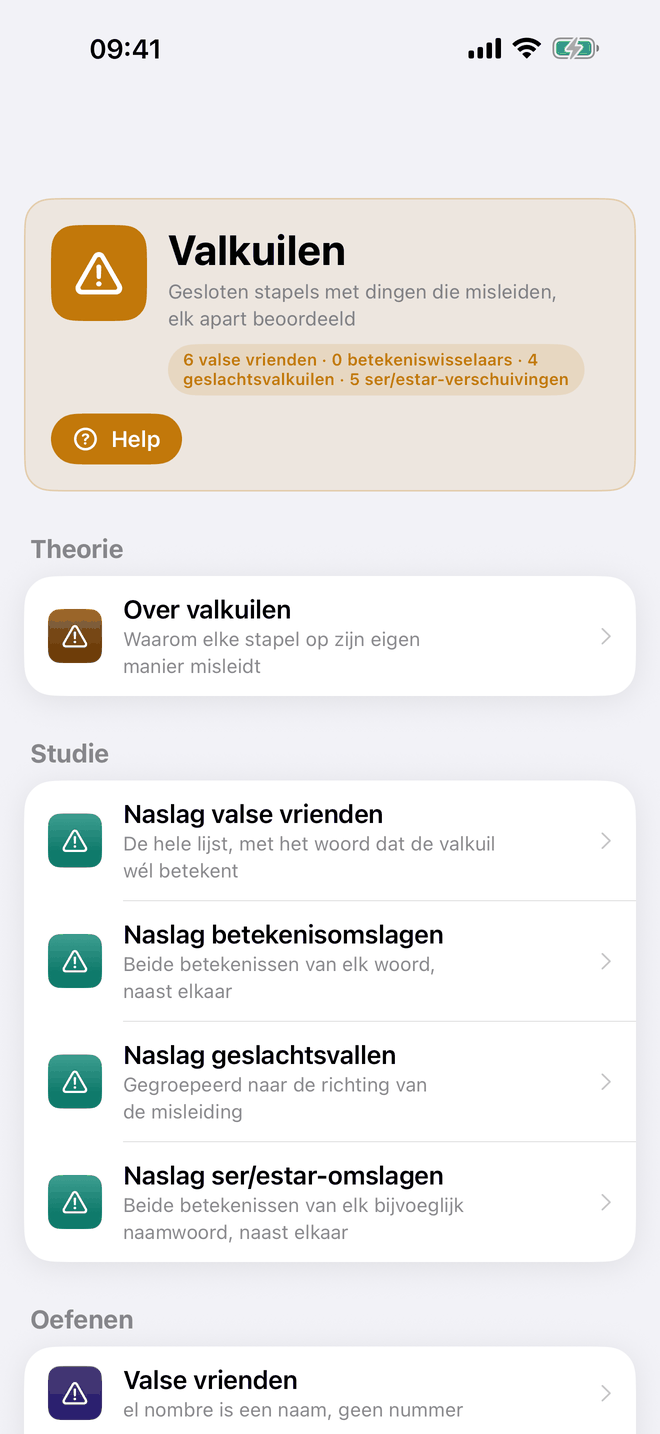 09:41
Valkuilen
Gesloten stapels met dingen die misleiden,
elk apart beoordeeld
6 valse vrienden · 0 betekeniswisselaars · 4
geslachtsvalkuilen · 5 ser/estar-verschuivingen
Help
Theorie
Over valkuilen
Waarom elke stapel op zijn eigen
manier misleidt
Studie
Naslag valse vrienden
De hele lijst, met het woord dat de valkuil
wél betekent
Naslag betekenisomslagen
Beide betekenissen van elk woord,
naast elkaar
Naslag geslachtsvallen
Gegroepeerd naar de richting van
de misleiding
Naslag ser/estar-omslagen
Beide betekenissen van elk bijvoeglijk
naamwoord, naast elkaar
Oefenen
Valse vrienden
el nombre is een naam, geen nummer